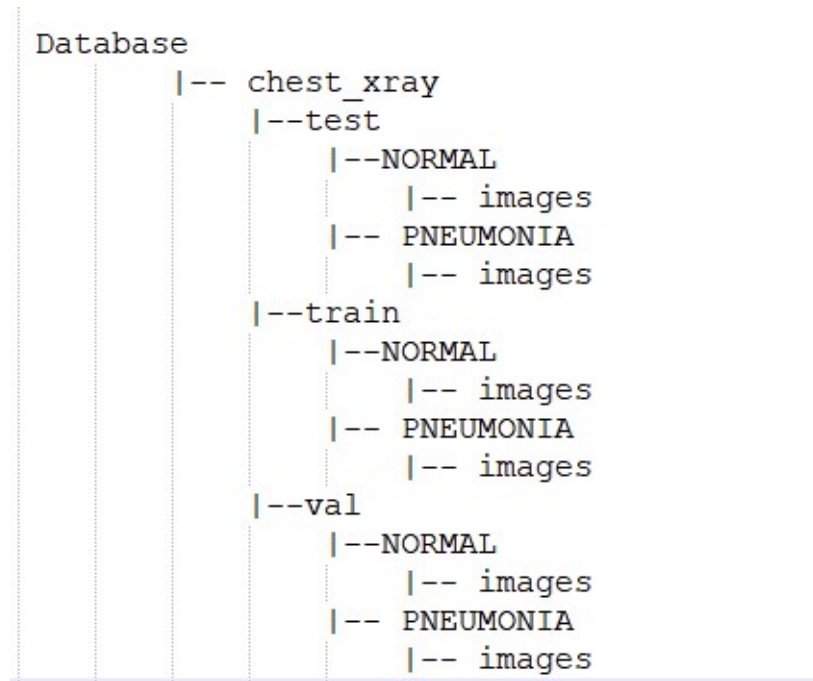 Database
|-- chest_xray
|--test
|--NORMAL
|-- images
|-- PNEUMONIA
|-- images
|--train
|--NORMAL
|-- images
|-- PNEUMONIA
|-- images
|--val
|--NORMAL
|-- images
|-- PNEUMONIA
|-- images